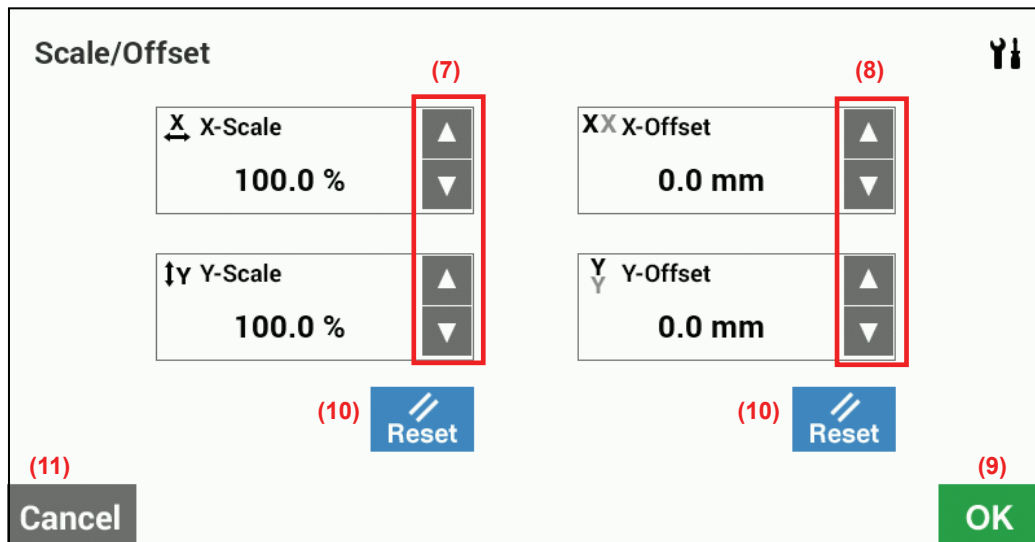 Scale/Offset
(7)
(8)
X X-Scale
100.0 %
XX X-Offset
0.0 mm
Y Y-Scale
100.0 %
Y Y Y-Offset
0.0 mm
(10)
Reset
(10)
Reset
(11)
Cancel
(9)
OK